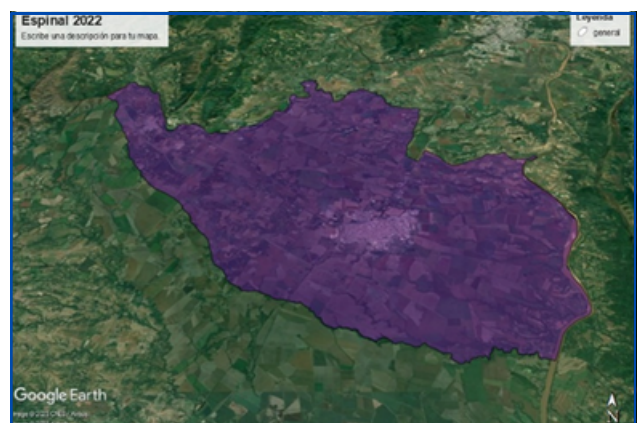 Espinal 2022
Escribe una descripción para tu mapa.
Leyenda
general
Google Earth
N